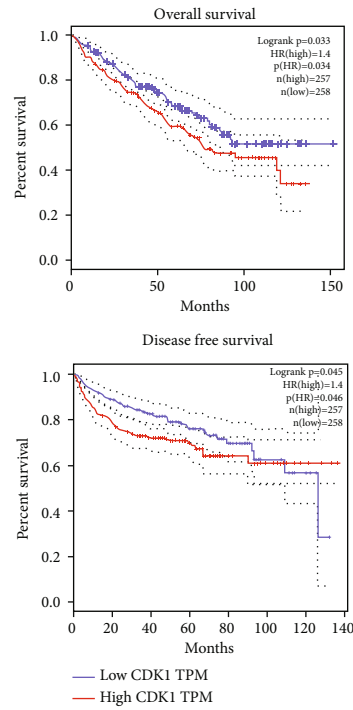 Overall survival
Logrank p=0.033
HR(high)=1.4
p(HR)=0.034
n(high)=257
n(low)=258
Percent survival
1.0
0.8
0.6
0.4
0.2
0.0
0 50 100 150
Months
Disease free survival
Logrank p=0.045
HR(high)=1.4
p(HR)=0.046
n(high)=257
n(low)=258
Percent survival
1.0
0.8
0.6
0.4
0.2
0.0
0 20 40 60 80 100 120 140
Months
Low CDK1 TPM
High CDK1 TPM